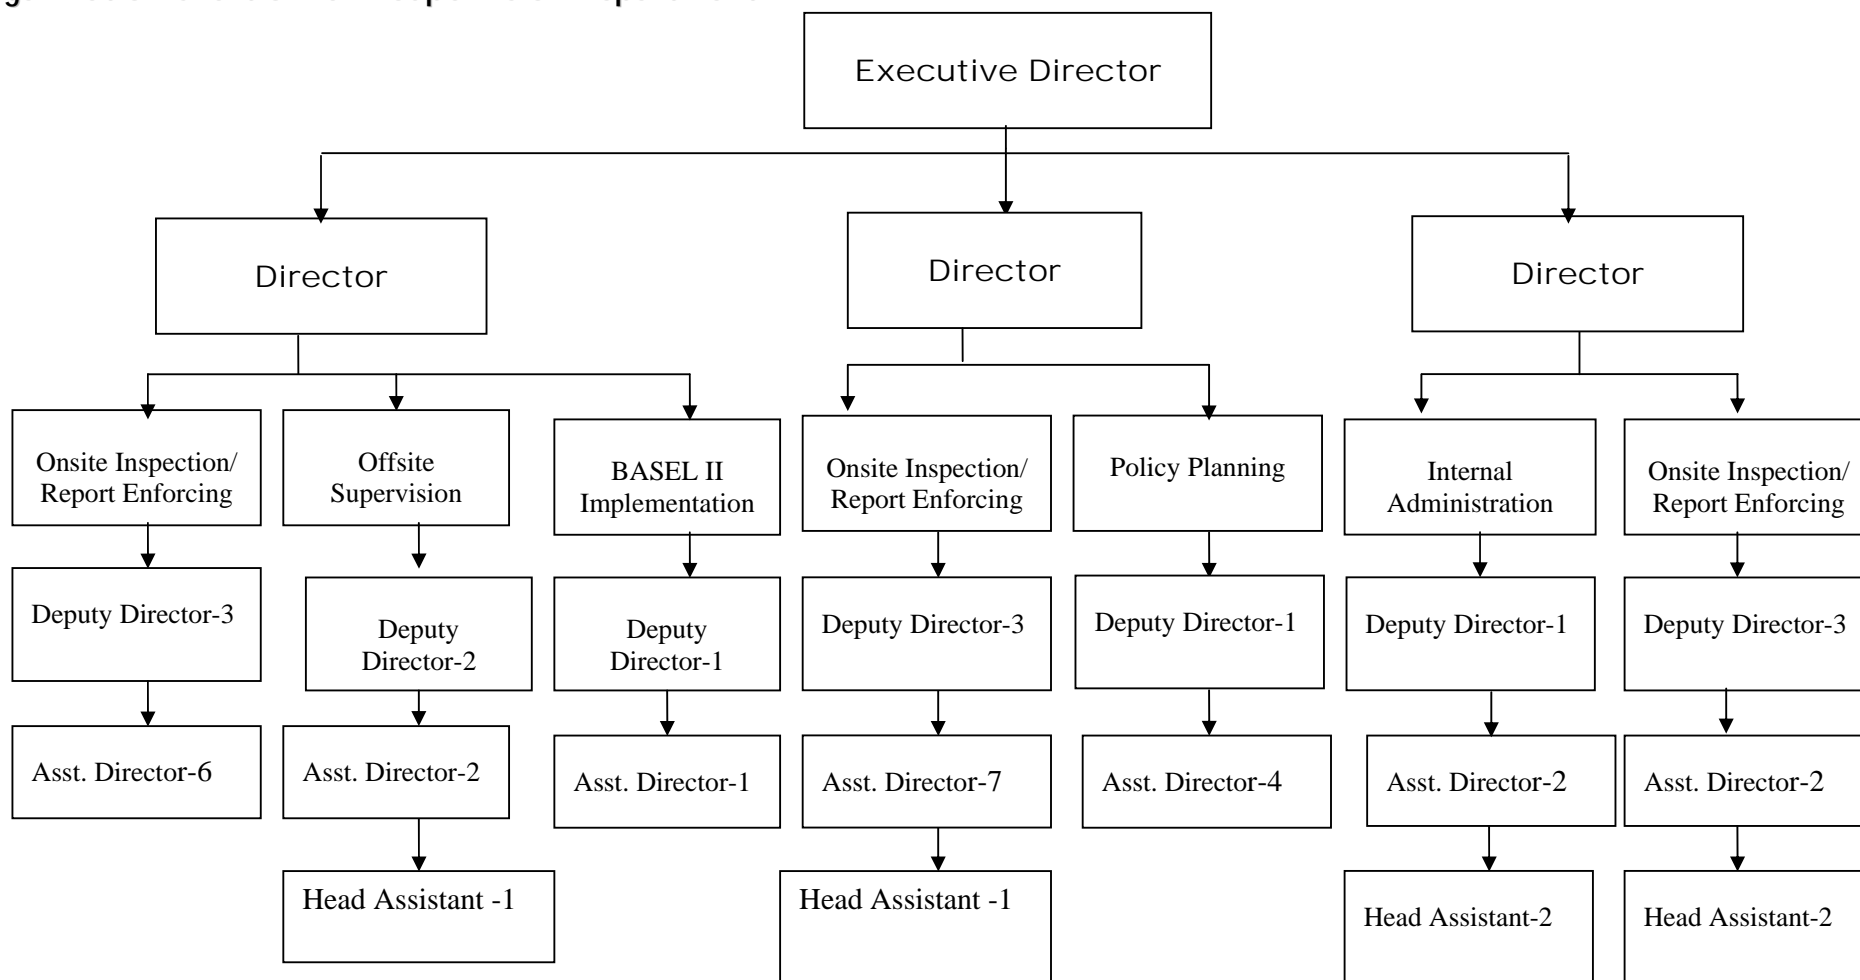 Executive Director
Director
Director
Director
Onsite Inspection/
Report Enforcing
Offsite
Supervision
BASEL II
Implementation
Onsite Inspection/
Report Enforcing
Policy Planning
Internal
Administration
Onsite Inspection/
Report Enforcing
Deputy Director-3
Deputy
Director-2
Deputy
Director-1
Deputy Director-3
Deputy Director-1
Deputy Director-1
Deputy Director-3
Asst. Director-6
Asst. Director-2
Asst. Director-1
Asst. Director-7
Asst. Director-4
Asst. Director-2
Asst. Director-2
Head Assistant -1
Head Assistant -1
Head Assistant-2
Head Assistant-2